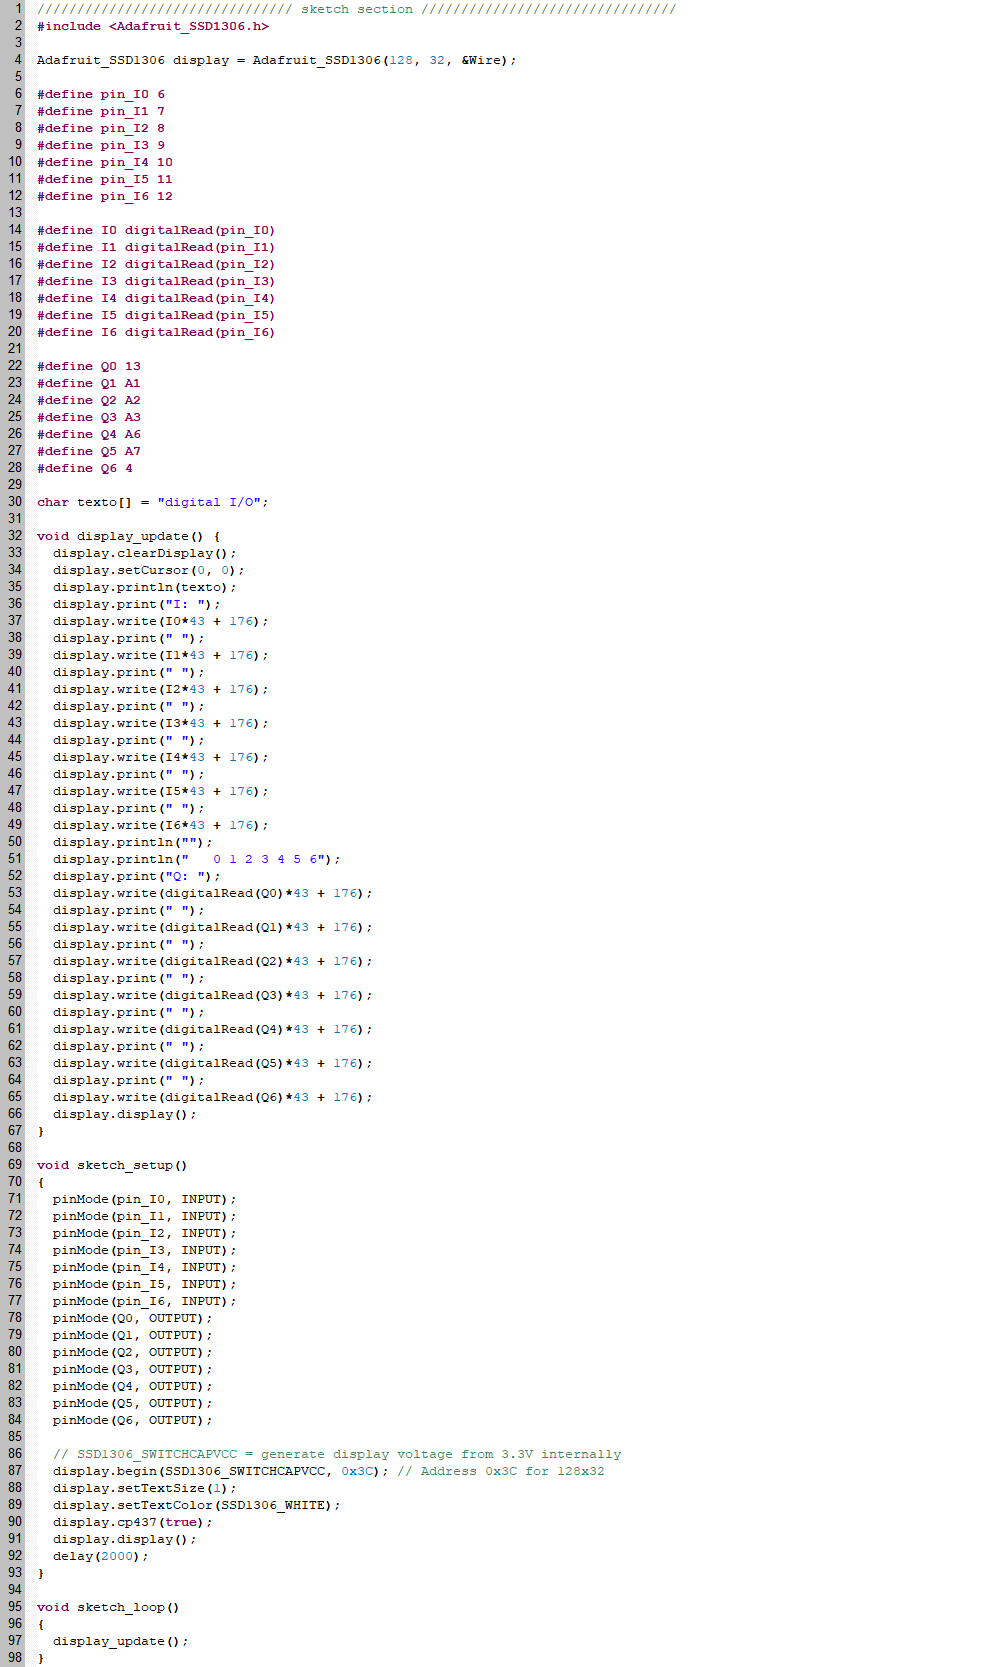 1 //////////////////////////////// sketch section ////////////////////////////////
2 #include <Adafruit_SSD1306.h>
3
4 Adafruit_SSD1306 display = Adafruit_SSD1306(128, 32, &Wire);
5
6 #define pin_I0 6
7 #define pin_I1 7
8 #define pin_I2 8
9 #define pin_I3 9
10 #define pin_I4 10
11 #define pin_I5 11
12 #define pin_I6 12
13
14 #define I0 digitalRead(pin_I0)
15 #define I1 digitalRead(pin_I1)
16 #define I2 digitalRead(pin_I2)
17 #define I3 digitalRead(pin_I3)
18 #define I4 digitalRead(pin_I4)
19 #define I5 digitalRead(pin_I5)
20 #define I6 digitalRead(pin_I6)
21
22 #define Q0 13
23 #define Q1 A1
24 #define Q2 A2
25 #define Q3 A3
26 #define Q4 A6
27 #define Q5 A7
28 #define Q6 4
29
30 char texto[] = "digital I/O";
31
32 void display_update() {
33   display.clearDisplay();
34   display.setCursor(0, 0);
35   display.println(texto);
36   display.print("I: ");
37   display.write(I0*43 + 176);
38   display.print(" ");
39   display.write(I1*43 + 176);
40   display.print(" ");
41   display.write(I2*43 + 176);
42   display.print(" ");
43   display.write(I3*43 + 176);
44   display.print(" ");
45   display.write(I4*43 + 176);
46   display.print(" ");
47   display.write(I5*43 + 176);
48   display.print(" ");
49   display.write(I6*43 + 176);
50   display.println("");
51   display.println("   0 1 2 3 4 5 6");
52   display.print("Q: ");
53   display.write(digitalRead(Q0)*43 + 176);
54   display.print(" ");
55   display.write(digitalRead(Q1)*43 + 176);
56   display.print(" ");
57   display.write(digitalRead(Q2)*43 + 176);
58   display.print(" ");
59   display.write(digitalRead(Q3)*43 + 176);
60   display.print(" ");
61   display.write(digitalRead(Q4)*43 + 176);
62   display.print(" ");
63   display.write(digitalRead(Q5)*43 + 176);
64   display.print(" ");
65   display.write(digitalRead(Q6)*43 + 176);
66   display.display();
67 }
68
69 void sketch_setup()
70 {
71   pinMode(pin_I0, INPUT);
72   pinMode(pin_I1, INPUT);
73   pinMode(pin_I2, INPUT);
74   pinMode(pin_I3, INPUT);
75   pinMode(pin_I4, INPUT);
76   pinMode(pin_I5, INPUT);
77   pinMode(pin_I6, INPUT);
78   pinMode(Q0, OUTPUT);
79   pinMode(Q1, OUTPUT);
80   pinMode(Q2, OUTPUT);
81   pinMode(Q3, OUTPUT);
82   pinMode(Q4, OUTPUT);
83   pinMode(Q5, OUTPUT);
84   pinMode(Q6, OUTPUT);
85
86   // SSD1306_SWITCHCAPVCC = generate display voltage from 3.3V internally
87   display.begin(SSD1306_SWITCHCAPVCC, 0x3C); // Address 0x3C for 128x32
88   display.setTextSize(1);
89   display.setTextColor(SSD1306_WHITE);
90   display.cp437(true);
91   display.display();
92   delay(2000);
93 }
94
95 void sketch_loop()
96 {
97   display_update();
98 }